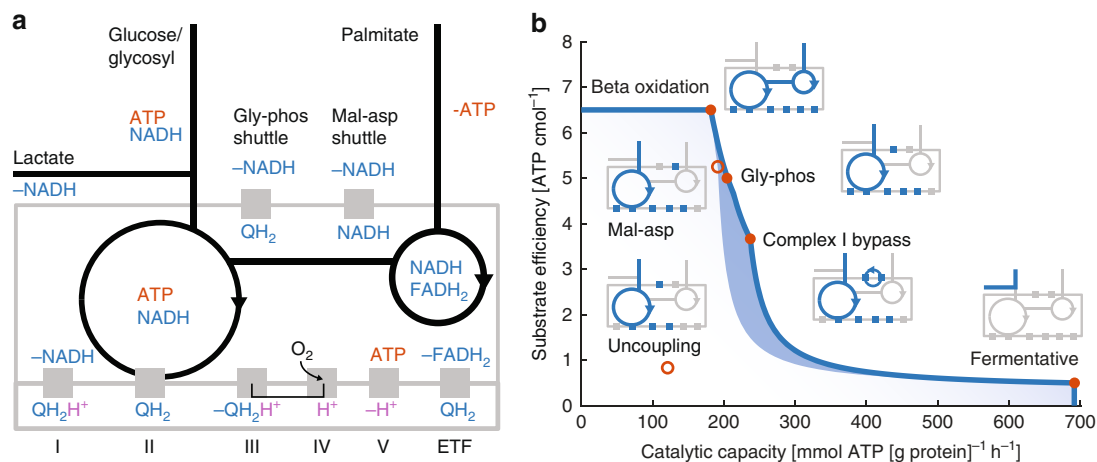 a
Glucose/
glycosyl
Palmitate
ATP
NADH
Gly-phos
shuttle
Mal-asp
shuttle
-ATP
Lactate
–NADH
–NADH
–NADH
QH2
NADH
ATP
NADH
NADH
FADH2
–NADH
O2
ATP
–FADH2
QH2H+
QH2
–QH2H+
H+
–H+
QH2
I II III IV V ETF
b
Substrate efficiency [ATP cmol–1]
8
7
6
5
4
3
2
1
0
Beta oxidation
Gly-phos
Mal-asp
Complex I bypass
Uncoupling
Fermentative
0 100 200 300 400 500 600 700
Catalytic capacity [mmol ATP [g protein]–1 h–1]